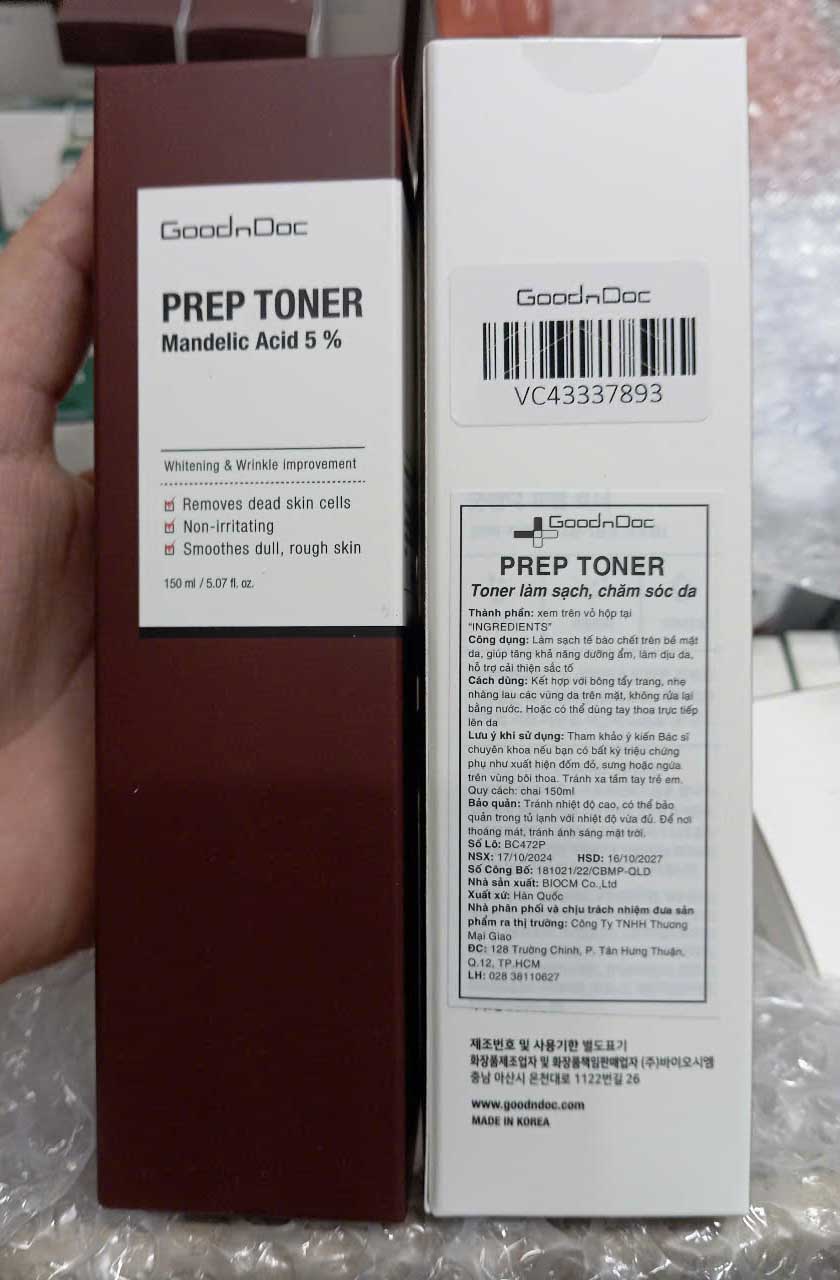 GoodnDoc
PREP TONER
Mandelic Acid 5 %
Whitening & Wrinkle improvement
Removes dead skin cells
Non-irritating
Smoothes dull, rough skin
150 ml / 5.07 fl. oz.
GoodnDoc
VC43337893
GoodnDoc
PREP TONER
Toner làm sạch, chăm sóc da
Thành phần: xem trên vỏ hộp tại
"INGREDIENTS"
Công dụng: Làm sạch tế bào chết trên bề mặt
da, giúp tăng khả năng dưỡng ẩm, làm dịu da,
hỗ trợ cải thiện sắc tố
Cách dùng: Kết hợp với bông tẩy trang, nhẹ
nhàng lau các vùng da trên mặt, không rửa lại
bằng nước. Hoặc có thể dùng tay thoa trực tiếp
lên da
Lưu ý khi sử dụng: Tham khảo ý kiến Bác sĩ
chuyên khoa nếu bạn có bất kỳ triệu chứng
phụ như xuất hiện đốm đỏ, sưng hoặc ngứa
trên vùng bôi thoa. Tránh xa tầm tay trẻ em.
Quy cách: chai 150ml
Bảo quản: Tránh nhiệt độ cao, có thể bảo
quản trong tủ lạnh với nhiệt độ vừa đủ. Để nơi
thoáng mát, tránh ánh sáng mặt trời.
Số Lô: BC472P
NSX: 17/10/2024 HSD: 16/10/2027
Số Công Bố: 181021/22/CBMP-QLD
Nhà sản xuất: BIOCM Co.,Ltd
Xuất xứ: Hàn Quốc
Nhà phân phối và chịu trách nhiệm đưa sản
phẩm ra thị trường: Công Ty TNHH Thương
Mại Giao
ĐC: 128 Trường Chinh, P. Tân Hưng Thuận,
Q.12, TP.HCM
LH: 028 38110627
제조번호 및 사용기한 별도표기
화장품제조업자 및 화장품책임판매업자 (주)바이오시엠
충남 아산시 온천대로 1122번길 26
www.goodndoc.com
MADE IN KOREA